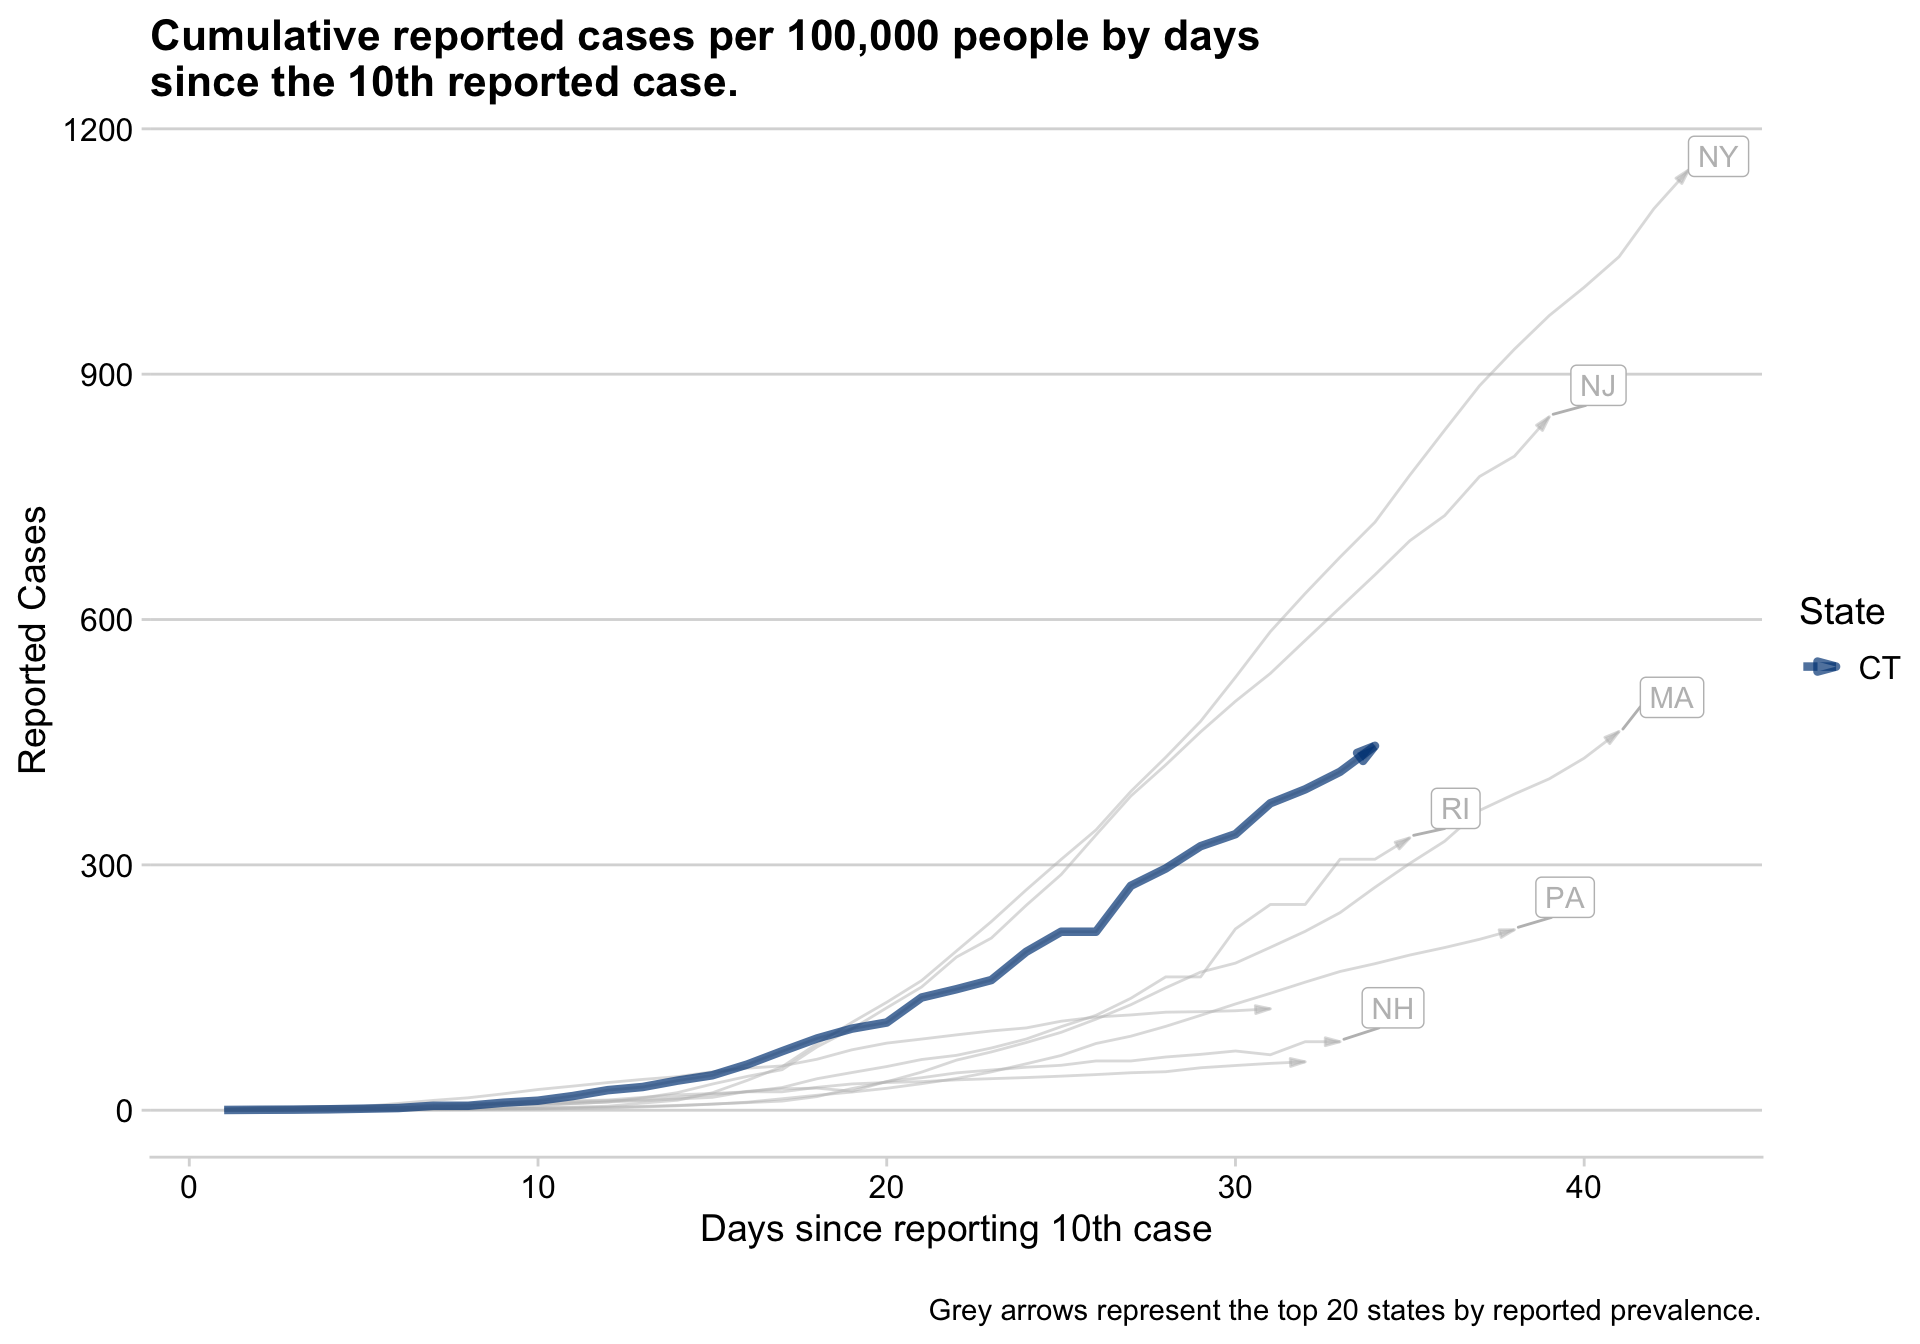 Cumulative reported cases per 100,000 people by days
since the 10th reported case.
1200
900
600
300
0
Reported Cases
NY
NJ
MA
RI
PA
NH
State
CT
0 10 20 30 40
Days since reporting 10th case
Grey arrows represent the top 20 states by reported prevalence.